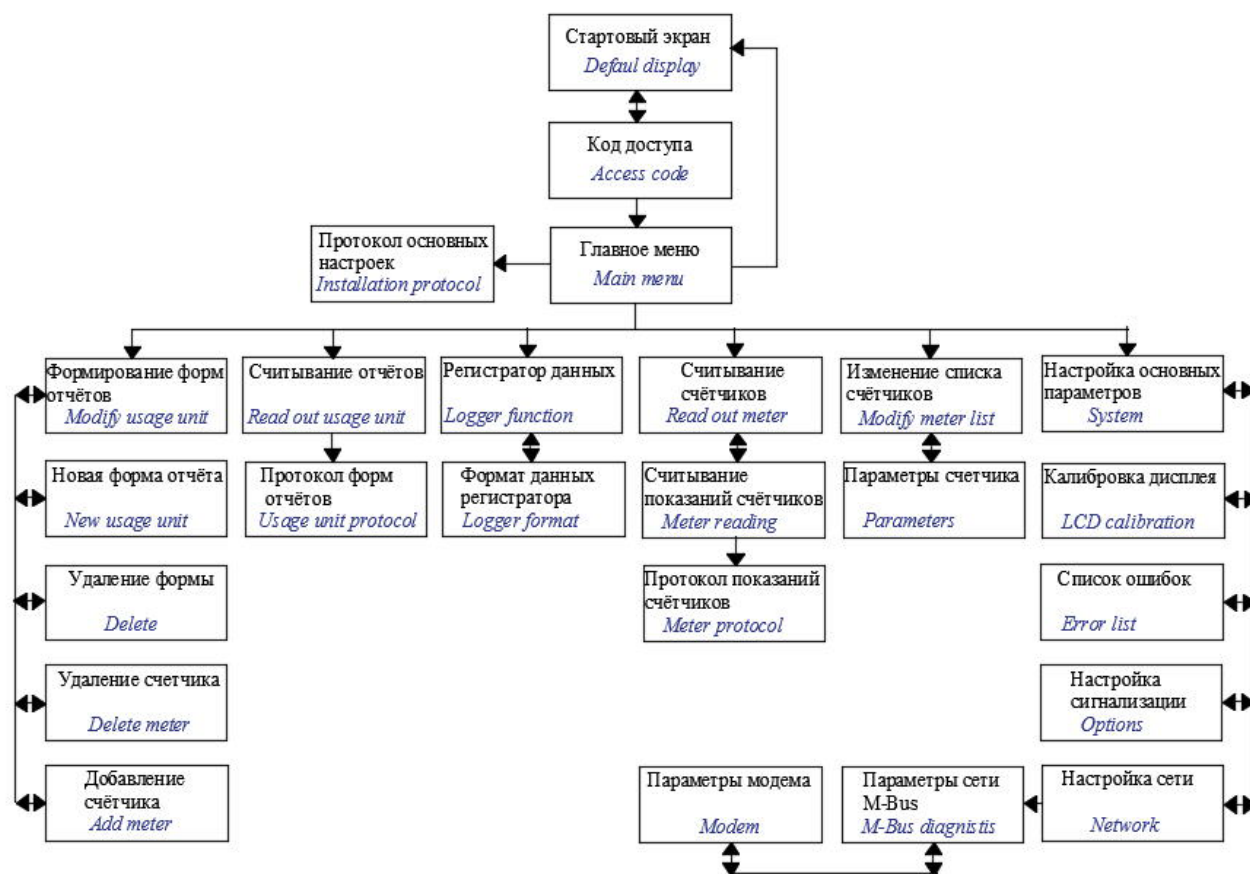 Стартовый экран
Defaul display
Код доступа
Access code
Протокол основных
настроек
Installation protocol
Главное меню
Main menu
Формирование форм
отчётов
Modify usage unit
Считывание отчётов
Read out usage unit
Регистратор данных
Logger function
Считывание
счётчиков
Read out meter
Изменение списка
счётчиков
Modify meter list
Настройка основных
параметров
System
Новая форма отчёта
New usage unit
Протокол форм
отчётов
Usage unit protocol
Формат данных
регистратора
Logger format
Считывание
показаний счётчиков
Meter reading
Параметры счетчика
Parameters
Калибровка дисплея
LCD calibration
Удаление формы
Delete
Протокол показаний
счётчиков
Meter protocol
Список ошибок
Error list
Удаление счетчика
Delete meter
Настройка
сигнализации
Options
Добавление
счётчика
Add meter
Параметры модема
Modem
Параметры сети
M-Bus
M-Bus diagnistis
Настройка сети
Network